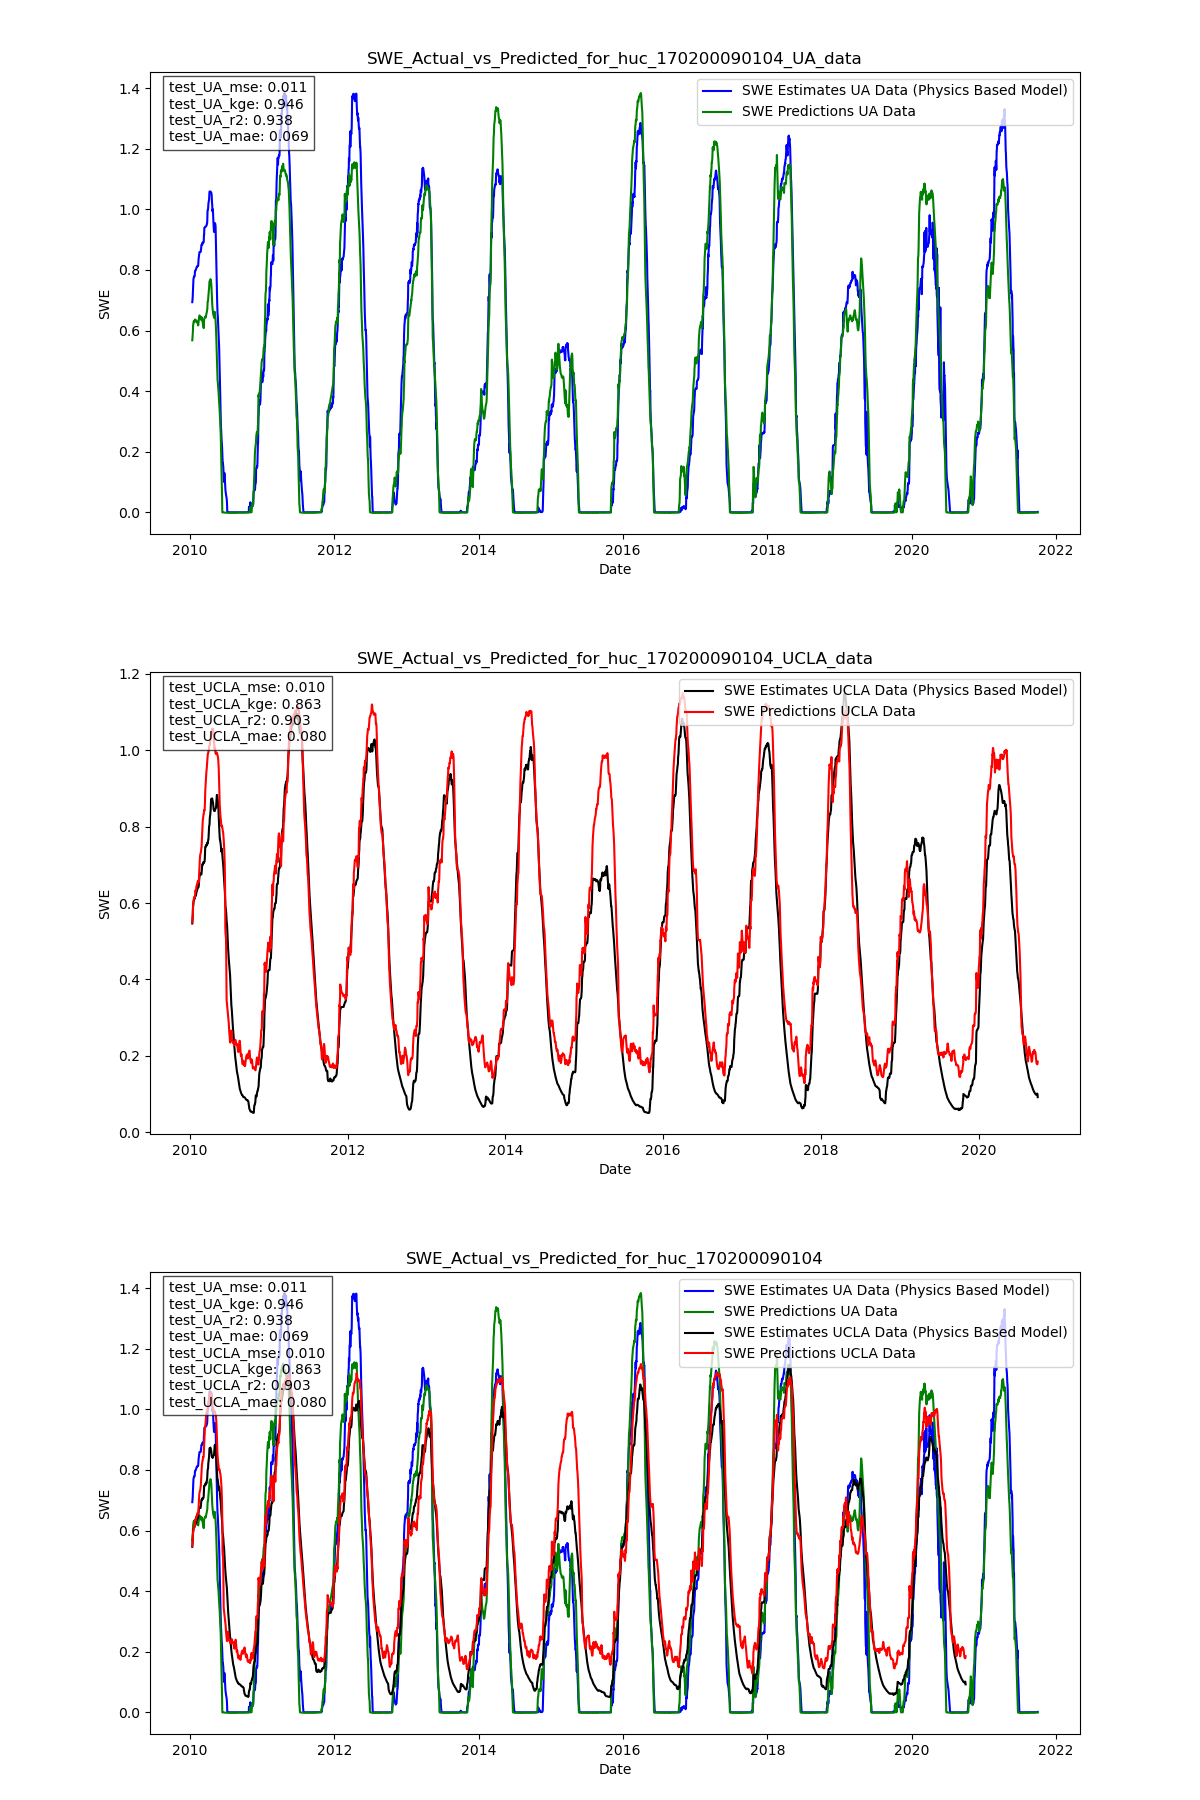 SWE_Actual_vs_Predicted_for_huc_170200090104_UA_data
test_UA_mse: 0.011
test_UA_kge: 0.946
test_UA_r2: 0.938
test_UA_mae: 0.069
SWE Estimates UA Data (Physics Based Model)
SWE Predictions UA Data
1.4
1.2
1.0
0.8
0.6
0.4
0.2
0.0
SWE
2010
2012
2014
2016
2018
2020
2022
Date
SWE_Actual_vs_Predicted_for_huc_170200090104_UCLA_data
test_UCLA_mse: 0.010
test_UCLA_kge: 0.863
test_UCLA_r2: 0.903
test_UCLA_mae: 0.080
SWE Estimates UCLA Data (Physics Based Model)
SWE Predictions UCLA Data
1.2
1.0
0.8
0.6
0.4
0.2
0.0
SWE
2010
2012
2014
2016
2018
2020
Date
SWE_Actual_vs_Predicted_for_huc_170200090104
test_UA_mse: 0.011
test_UA_kge: 0.946
test_UA_r2: 0.938
test_UA_mae: 0.069
test_UCLA_mse: 0.010
test_UCLA_kge: 0.863
test_UCLA_r2: 0.903
test_UCLA_mae: 0.080
SWE Estimates UA Data (Physics Based Model)
SWE Predictions UA Data
SWE Estimates UCLA Data (Physics Based Model)
SWE Predictions UCLA Data
1.4
1.2
1.0
0.8
0.6
0.4
0.2
0.0
SWE
2010
2012
2014
2016
2018
2020
2022
Date